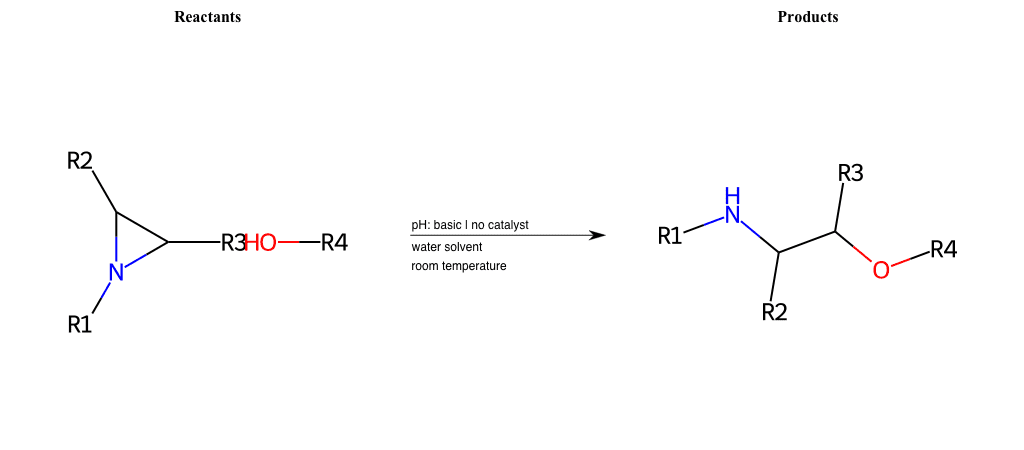 Reactants
Products
R2
R3
HO
R4
N
R1
pH: basic | no catalyst
water solvent
room temperature
R3
H
N
R1
R4
O
R2